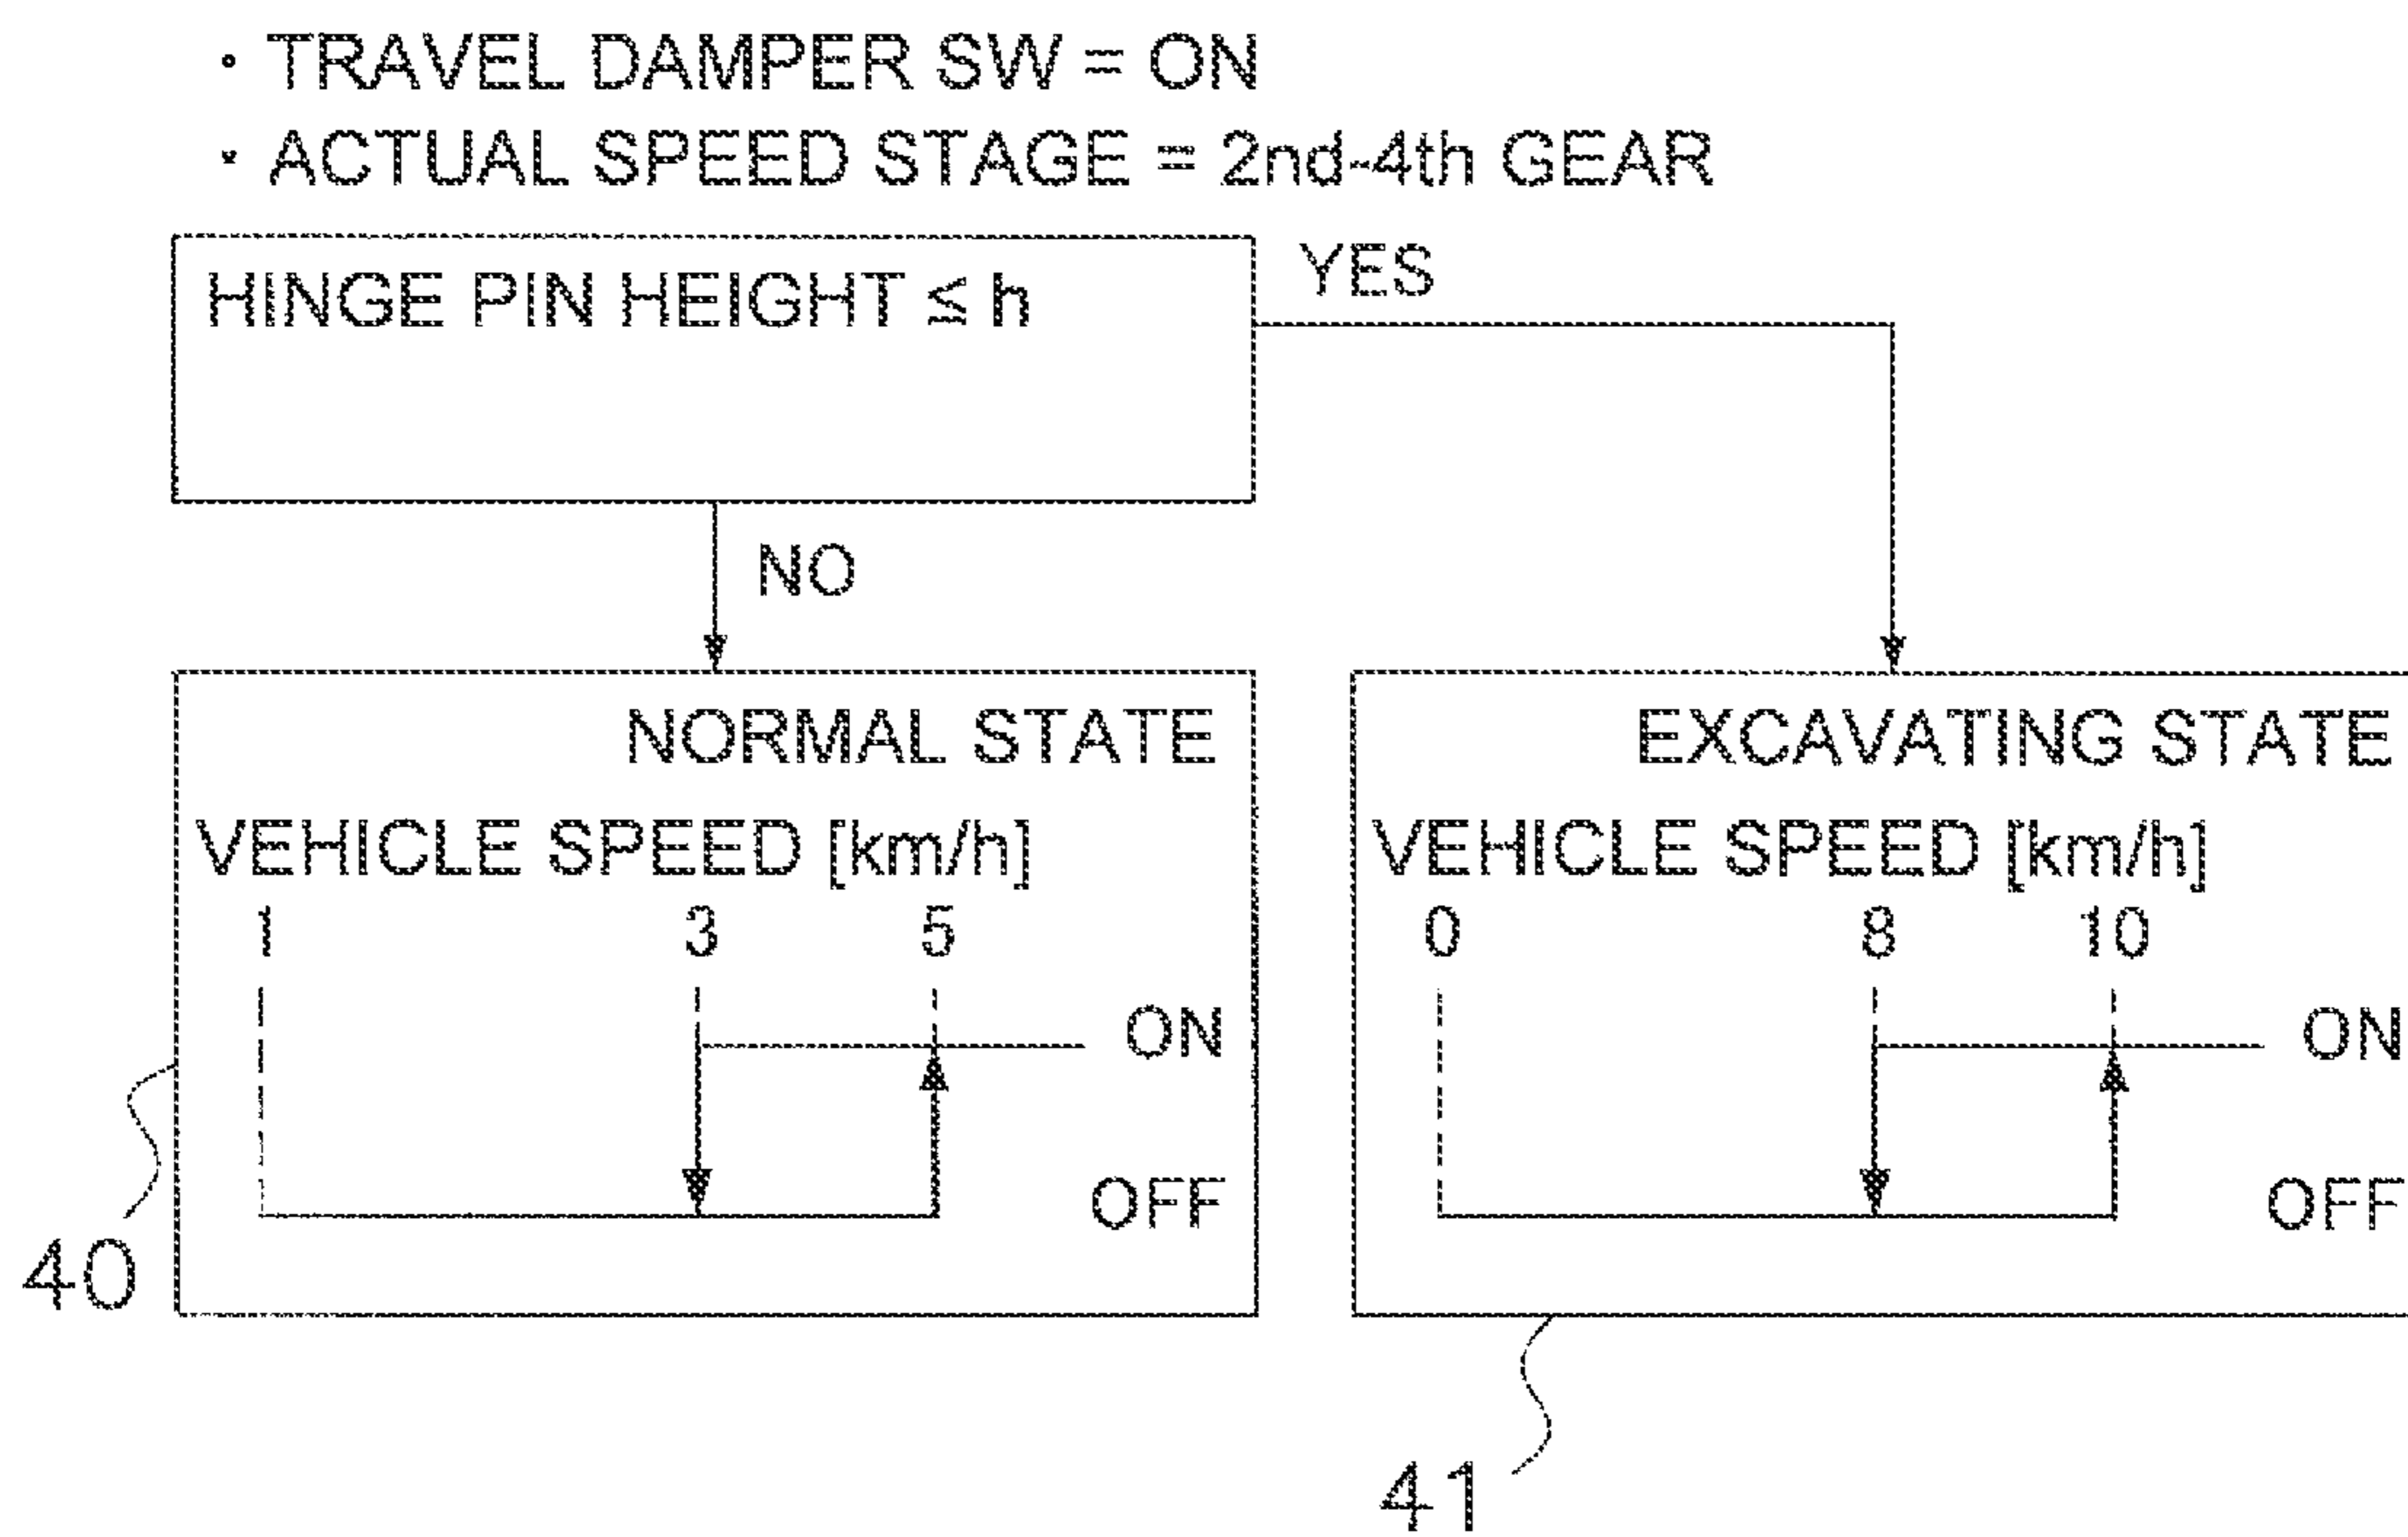 · TRAVEL DAMPER SW = ON
· ACTUAL SPEED STAGE = 2nd-4th GEAR
HINGE PIN HEIGHT ≤ h
YES
NO
NORMAL STATE
VEHICLE SPEED [km/h]
1 3 5
ON
OFF
40
EXCAVATING STATE
VEHICLE SPEED [km/h]
0 8 10
ON
OFF
41